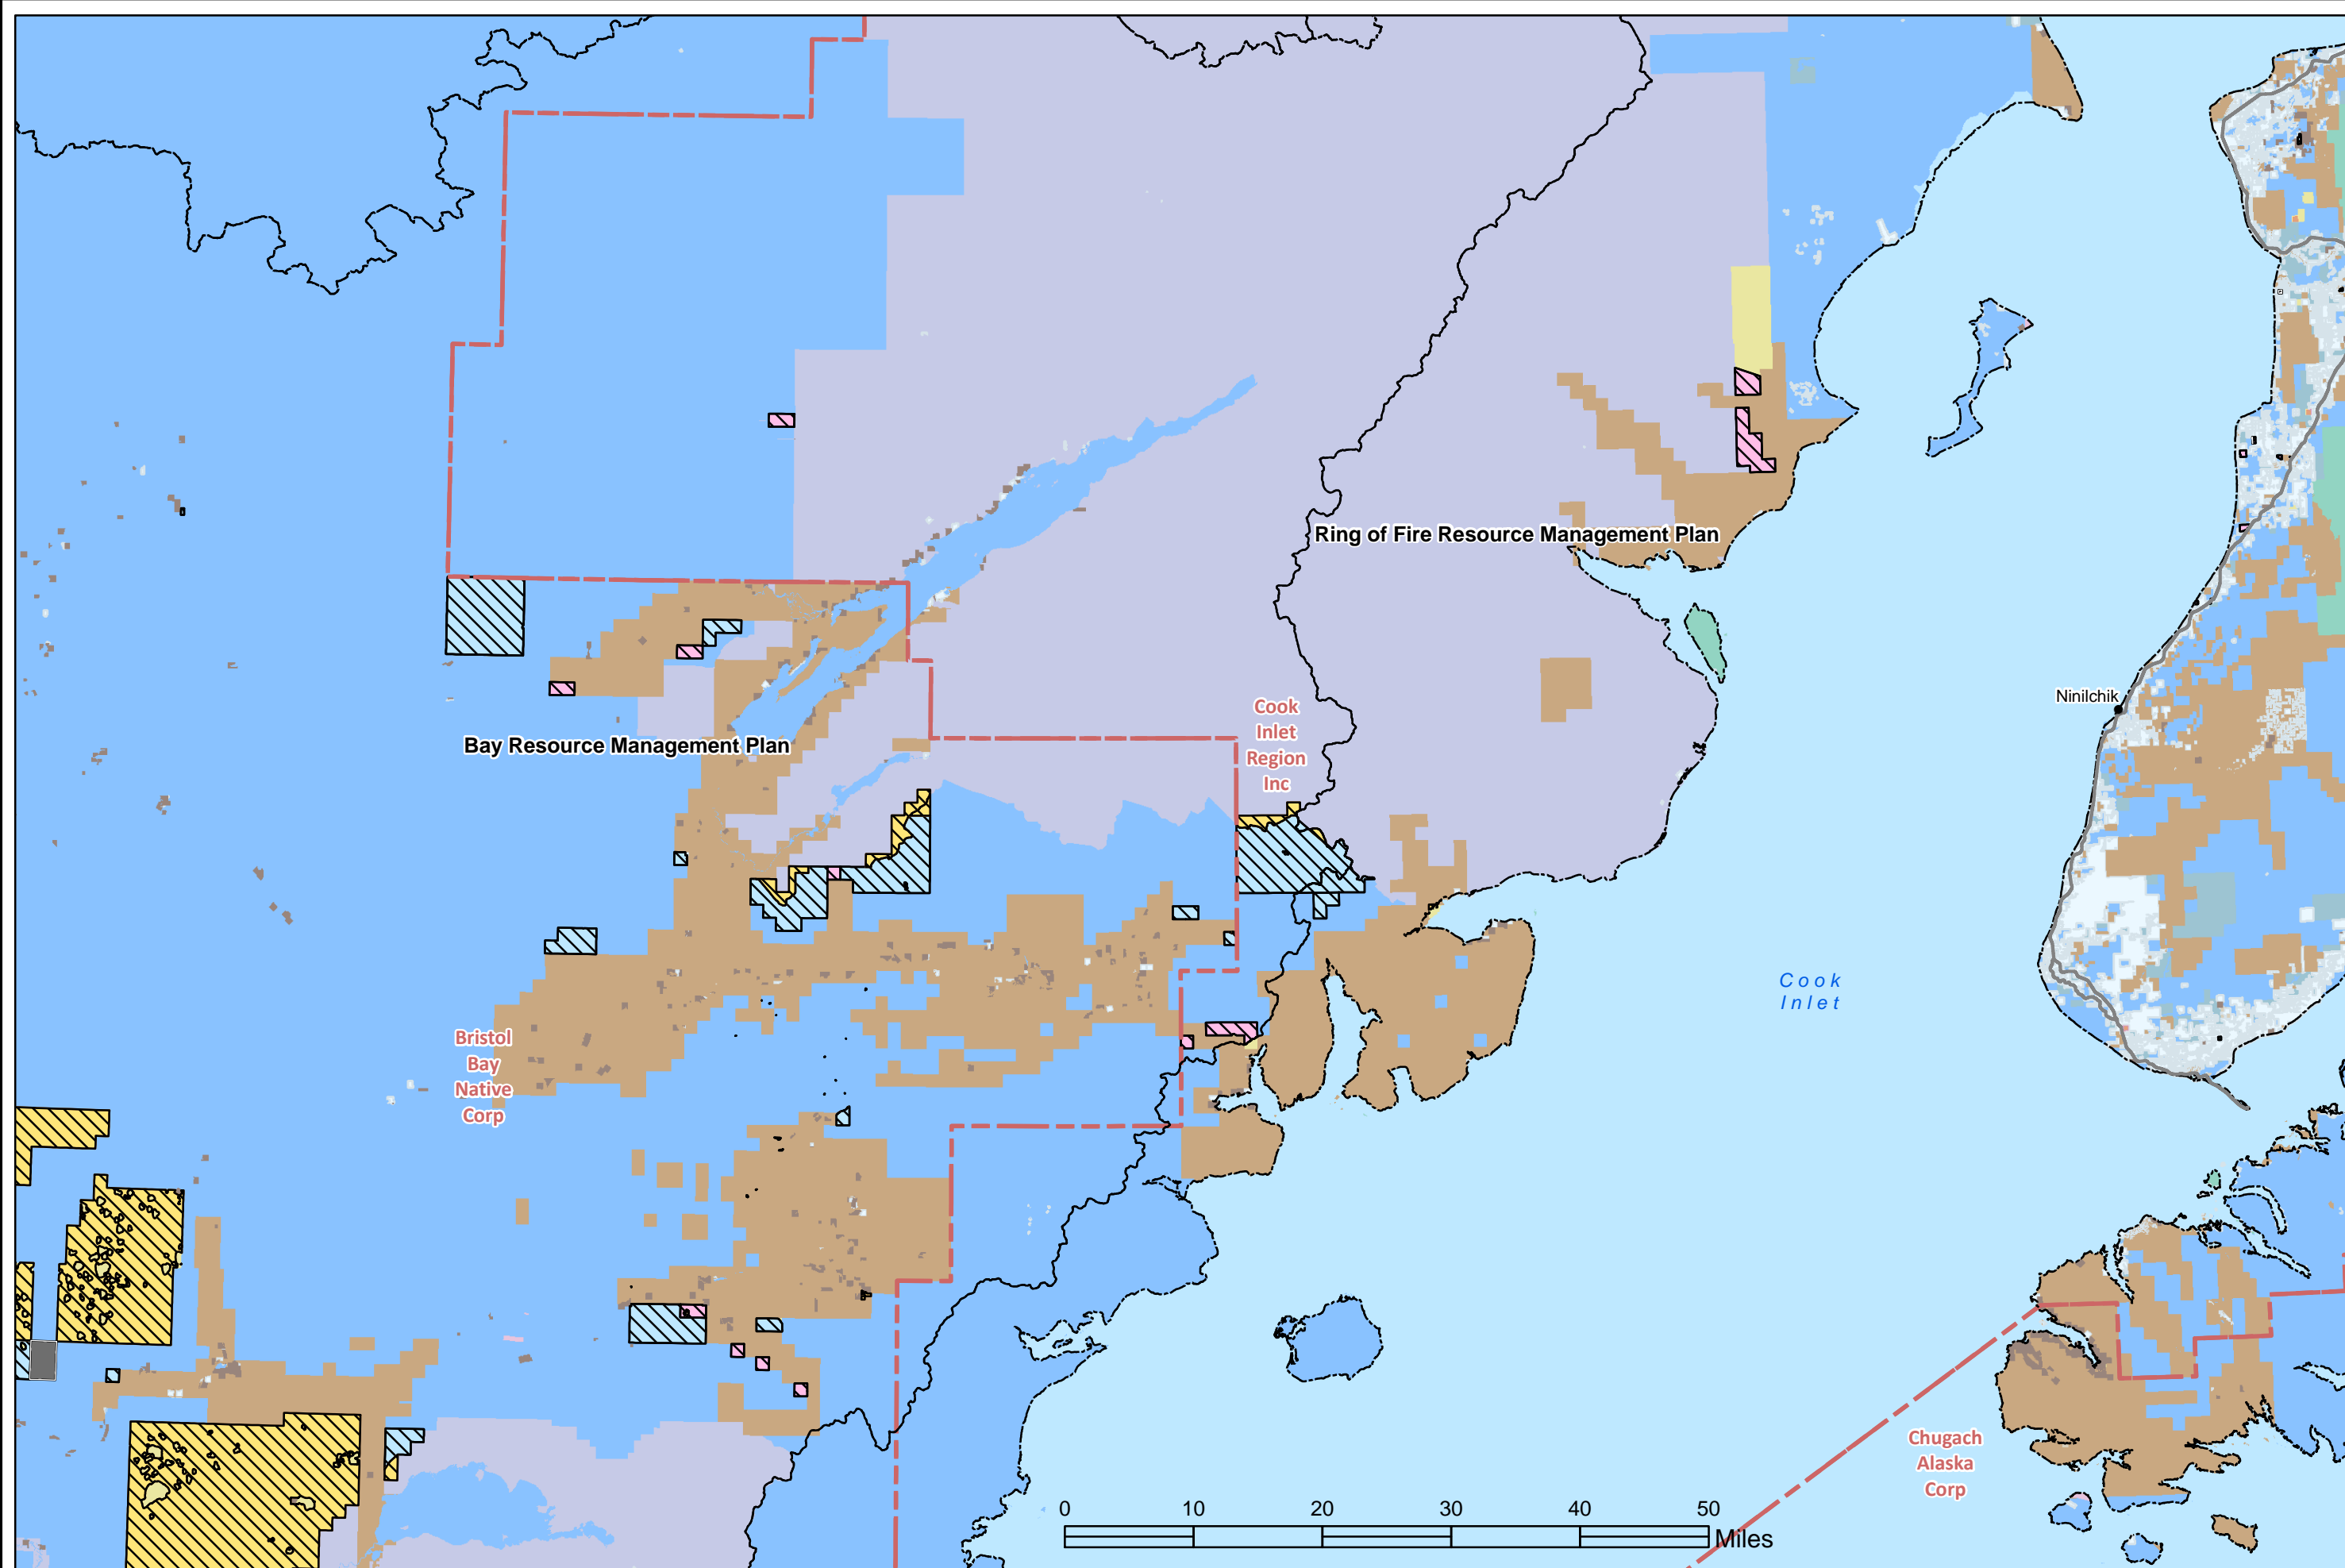 Ring of Fire Resource Management Plan
Ninilchik
Cook
Inlet
Region
Inc
Bay Resource Management Plan
Cook
Inlet
Bristol
Bay
Native
Corp
Chugach
Alaska
Corp
0 10 20 30 40 50
Miles